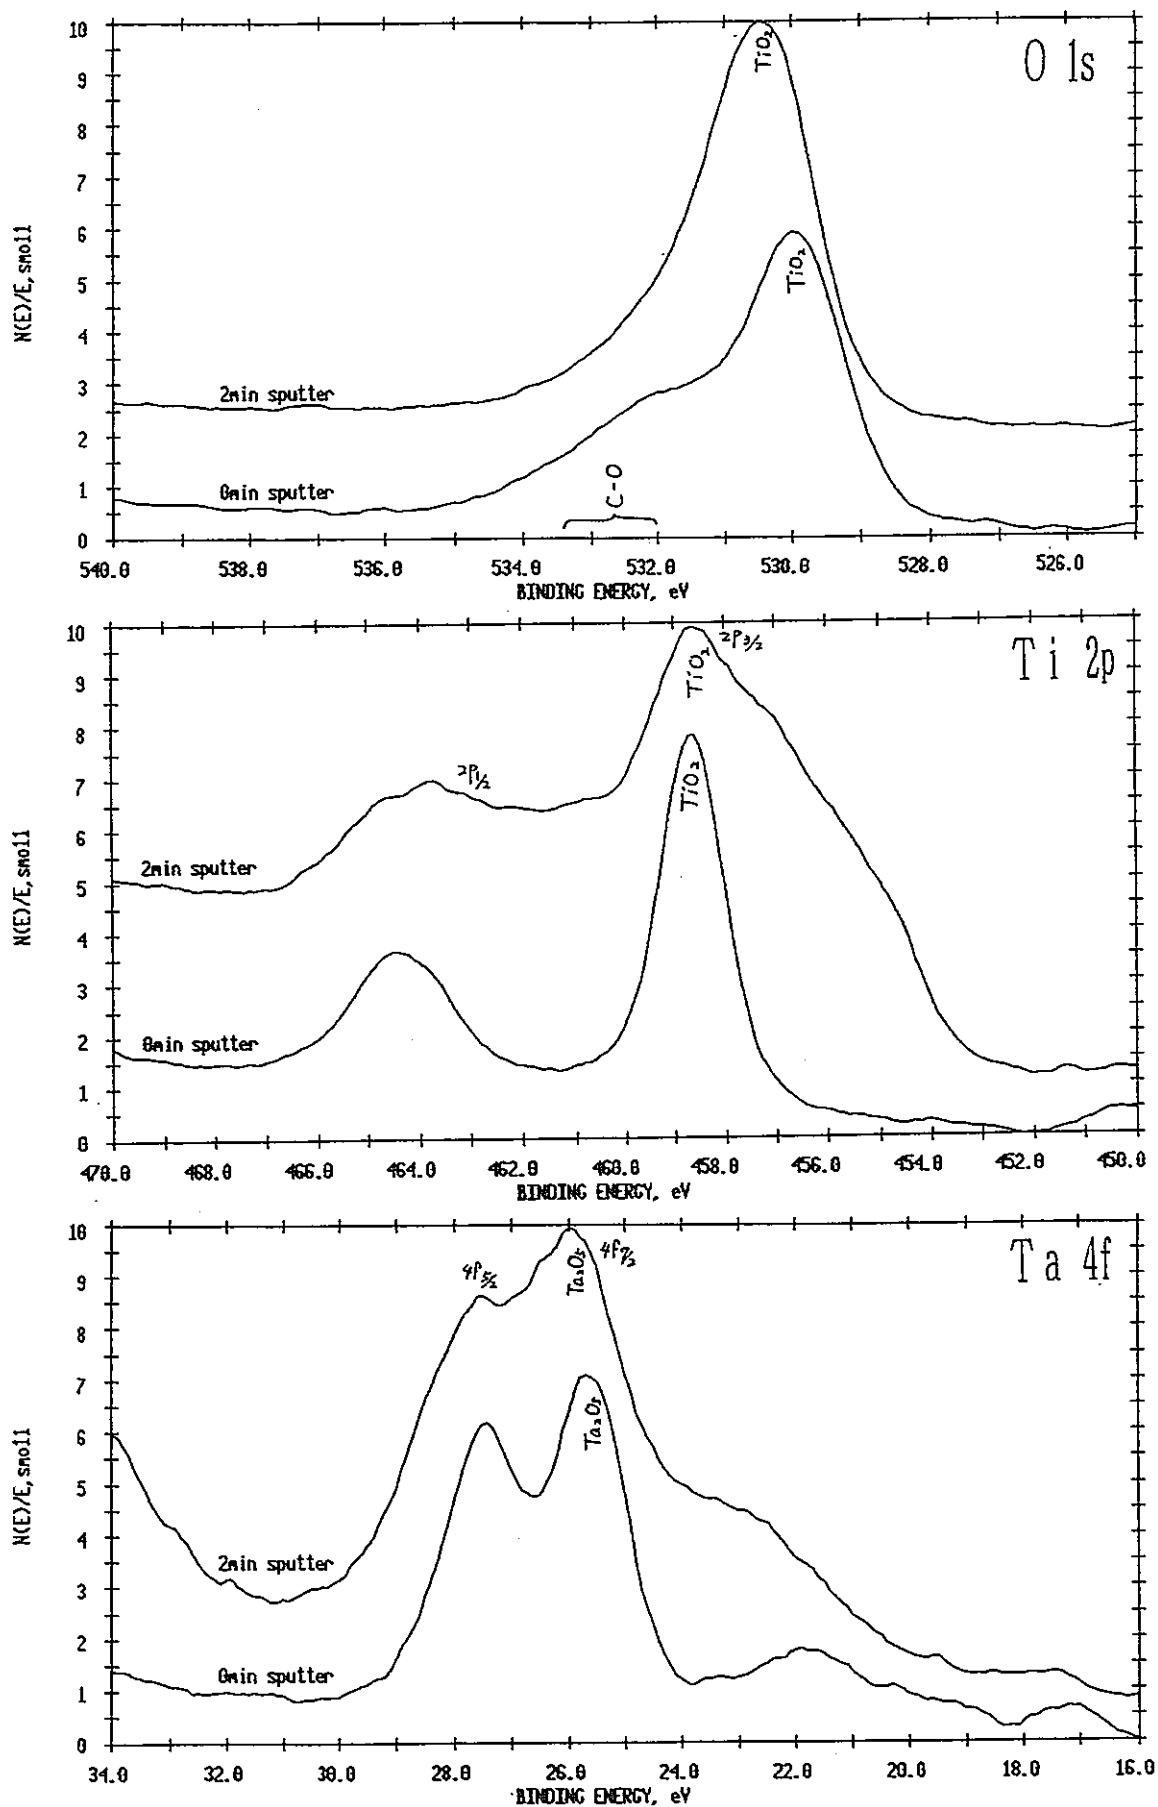 O 1s
10
9
8
7
6
5
4
3
2
1
0
N(E)/E,smo11
TiO₂
TiO₂
2min sputter
0min sputter
C-O
540.0 538.0 536.0 534.0 532.0 530.0 528.0 526.0
BINDING ENERGY, eV
Ti 2p
10
9
8
7
6
5
4
3
2
1
0
N(E)/E,smo11
TiO₂
2P3/2
2P1/2
TiO₂
2min sputter
0min sputter
470.0 468.0 466.0 464.0 462.0 460.0 458.0 456.0 454.0 452.0 450.0
BINDING ENERGY, eV
Ta 4f
10
9
8
7
6
5
4
3
2
1
0
N(E)/E,smo11
4f5/2
Ta₂O₅
4f7/2
Ta₂O₅
2min sputter
0min sputter
34.0 32.0 30.0 28.0 26.0 24.0 22.0 20.0 18.0 16.0
BINDING ENERGY, eV